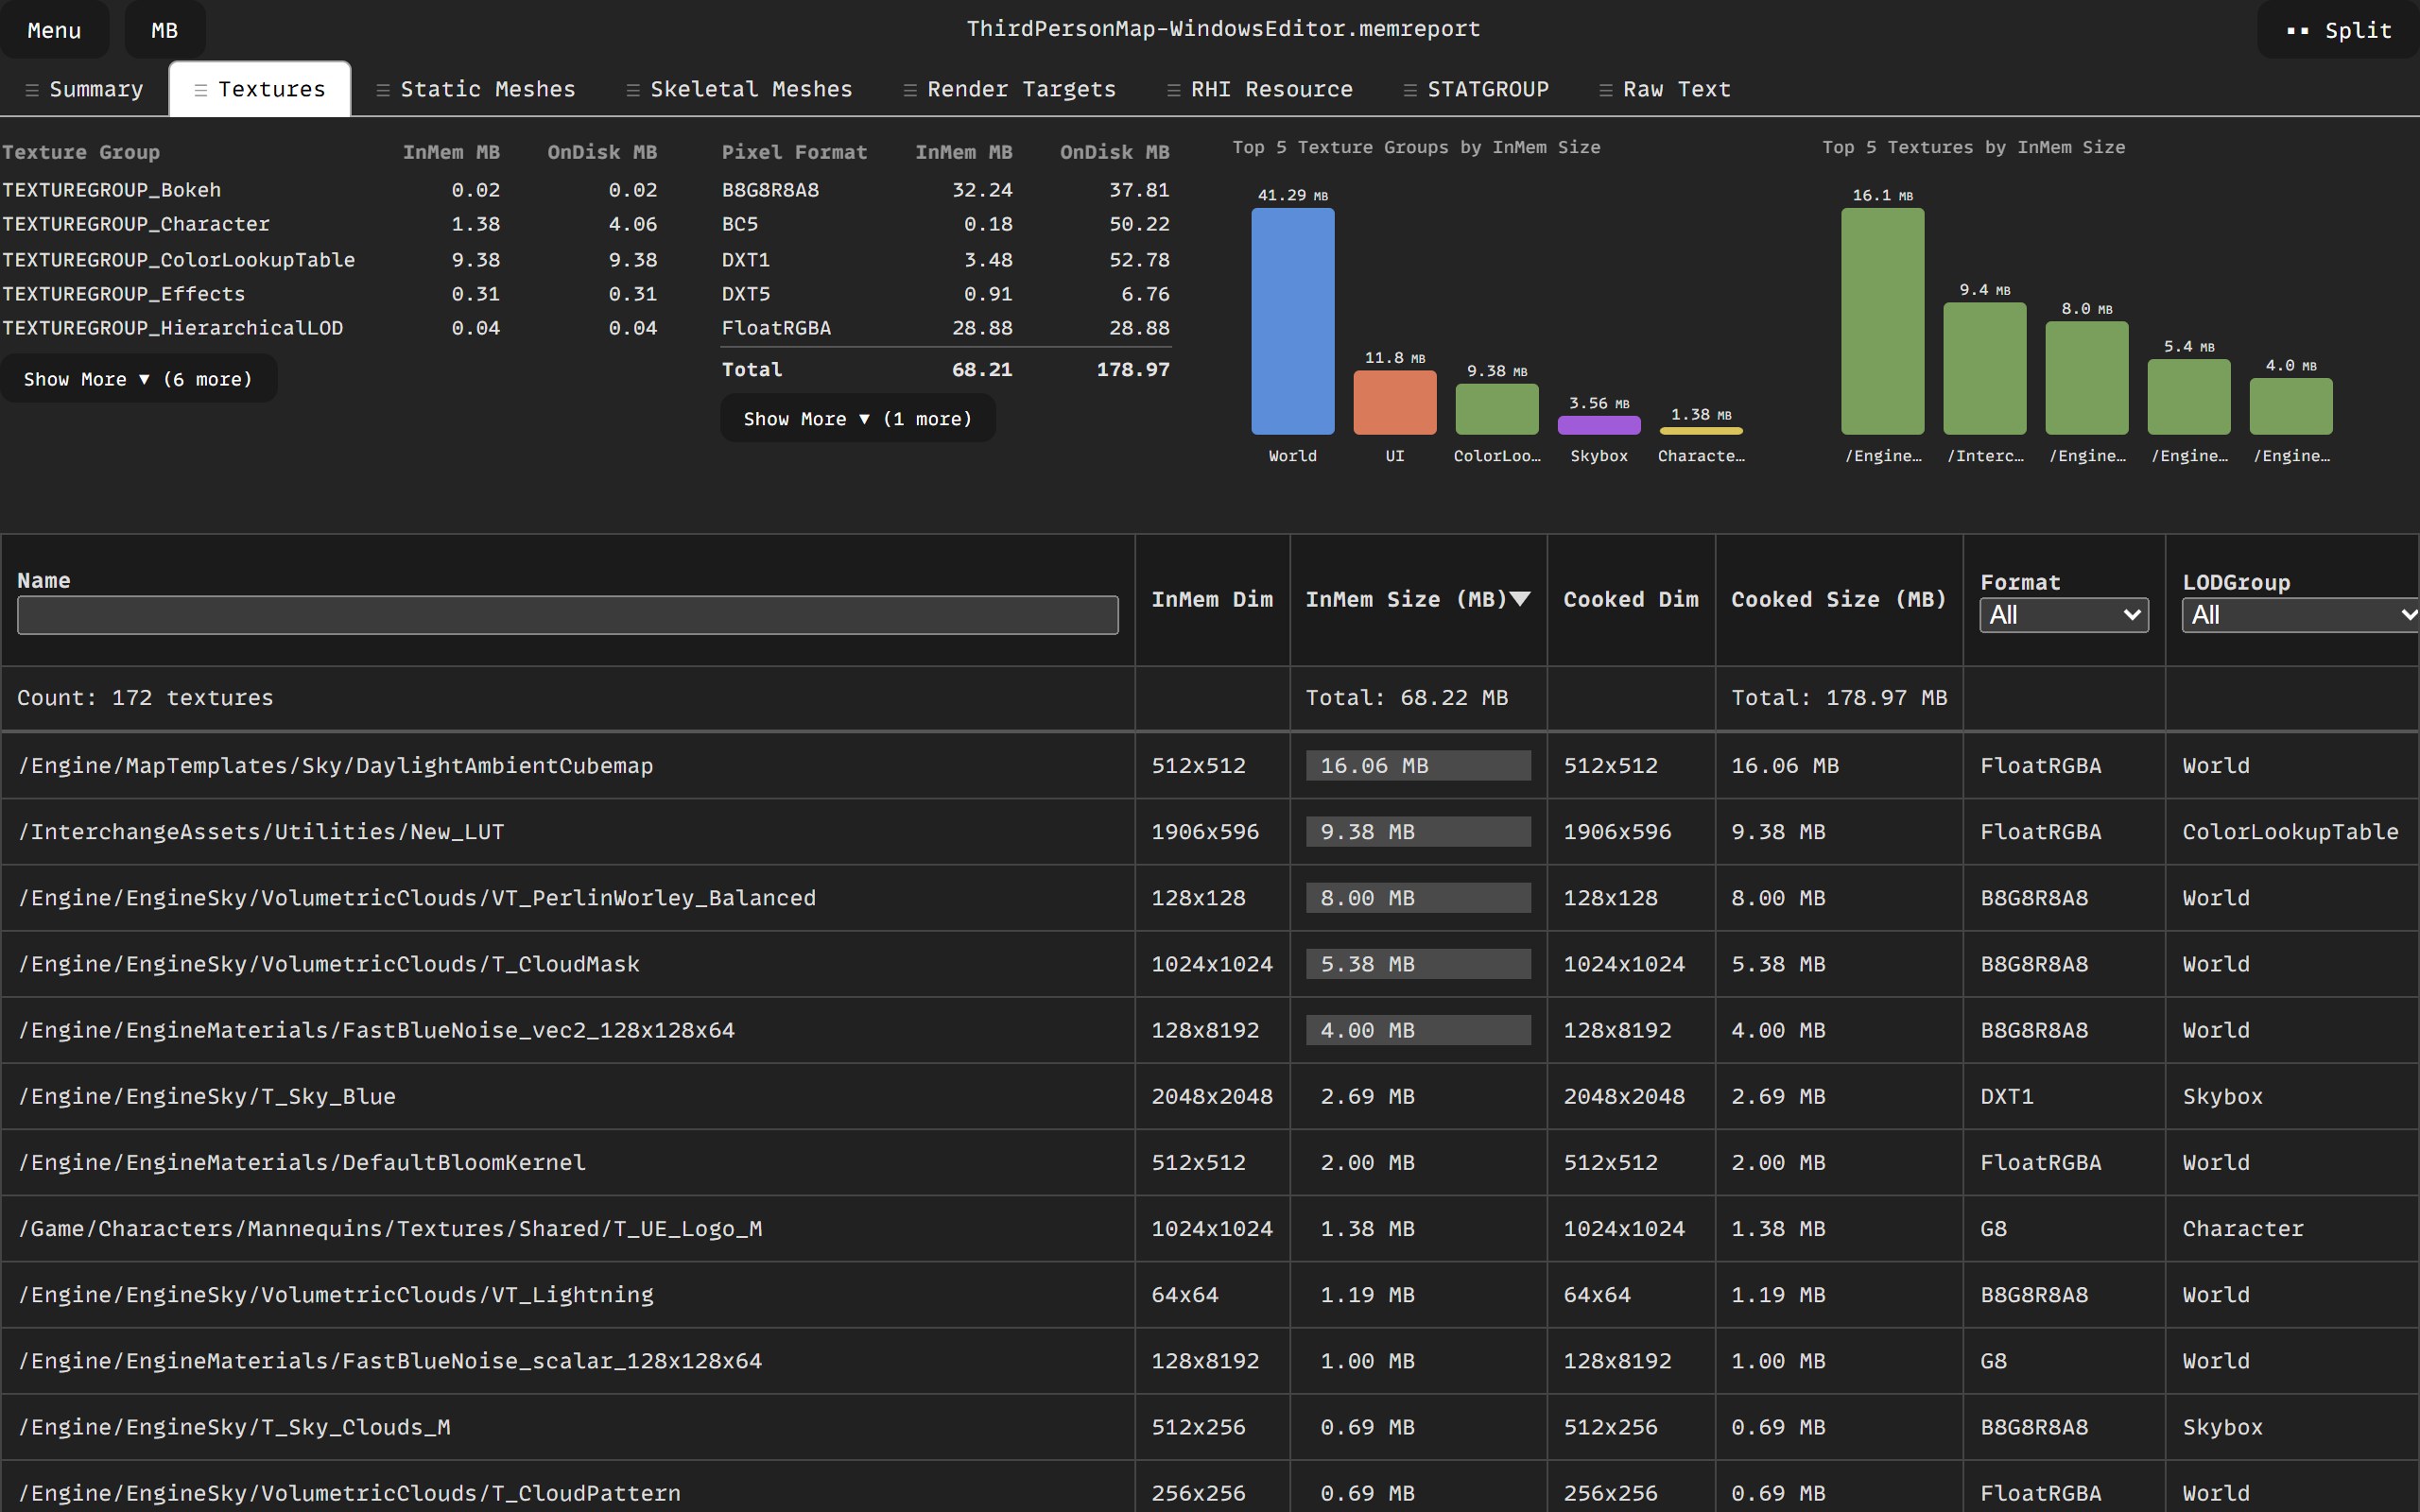 Menu MB ThirdPersonMap-WindowsEditor.memreport ▪▪ Split
☰ Summary ☰ Textures ☰ Static Meshes ☰ Skeletal Meshes ☰ Render Targets ☰ RHI Resource ☰ STATGROUP ☰ Raw Text
Texture Group InMem MB OnDisk MB
TEXTUREGROUP_Bokeh 0.02 0.02
TEXTUREGROUP_Character 1.38 4.06
TEXTUREGROUP_ColorLookupTable 9.38 9.38
TEXTUREGROUP_Effects 0.31 0.31
TEXTUREGROUP_HierarchicalLOD 0.04 0.04
Show More ▼ (6 more)
Pixel Format InMem MB OnDisk MB
B8G8R8A8 32.24 37.81
BC5 0.18 50.22
DXT1 3.48 52.78
DXT5 0.91 6.76
FloatRGBA 28.88 28.88
Total 68.21 178.97
Show More ▼ (1 more)
Top 5 Texture Groups by InMem Size
41.29 MB 11.8 MB 9.38 MB 3.56 MB 1.38 MB
World UI ColorLoo… Skybox Characte…
Top 5 Textures by InMem Size
16.1 MB 9.4 MB 8.0 MB 5.4 MB 4.0 MB
/Engine… /Interc… /Engine… /Engine… /Engine…
Name InMem Dim InMem Size (MB)▼ Cooked Dim Cooked Size (MB) Format LODGroup
All All
Count: 172 textures Total: 68.22 MB Total: 178.97 MB
/Engine/MapTemplates/Sky/DaylightAmbientCubemap 512x512 16.06 MB 512x512 16.06 MB FloatRGBA World
/InterchangeAssets/Utilities/New_LUT 1906x596 9.38 MB 1906x596 9.38 MB FloatRGBA ColorLookupTable
/Engine/EngineSky/VolumetricClouds/VT_PerlinWorley_Balanced 128x128 8.00 MB 128x128 8.00 MB B8G8R8A8 World
/Engine/EngineSky/VolumetricClouds/T_CloudMask 1024x1024 5.38 MB 1024x1024 5.38 MB B8G8R8A8 World
/Engine/EngineMaterials/FastBlueNoise_vec2_128x128x64 128x8192 4.00 MB 128x8192 4.00 MB B8G8R8A8 World
/Engine/EngineSky/T_Sky_Blue 2048x2048 2.69 MB 2048x2048 2.69 MB DXT1 Skybox
/Engine/EngineMaterials/DefaultBloomKernel 512x512 2.00 MB 512x512 2.00 MB FloatRGBA World
/Game/Characters/Mannequins/Textures/Shared/T_UE_Logo_M 1024x1024 1.38 MB 1024x1024 1.38 MB G8 Character
/Engine/EngineSky/VolumetricClouds/VT_Lightning 64x64 1.19 MB 64x64 1.19 MB B8G8R8A8 World
/Engine/EngineMaterials/FastBlueNoise_scalar_128x128x64 128x8192 1.00 MB 128x8192 1.00 MB G8 World
/Engine/EngineSky/T_Sky_Clouds_M 512x256 0.69 MB 512x256 0.69 MB B8G8R8A8 Skybox
/Engine/EngineSky/VolumetricClouds/T_CloudPattern 256x256 0.69 MB 256x256 0.69 MB FloatRGBA World